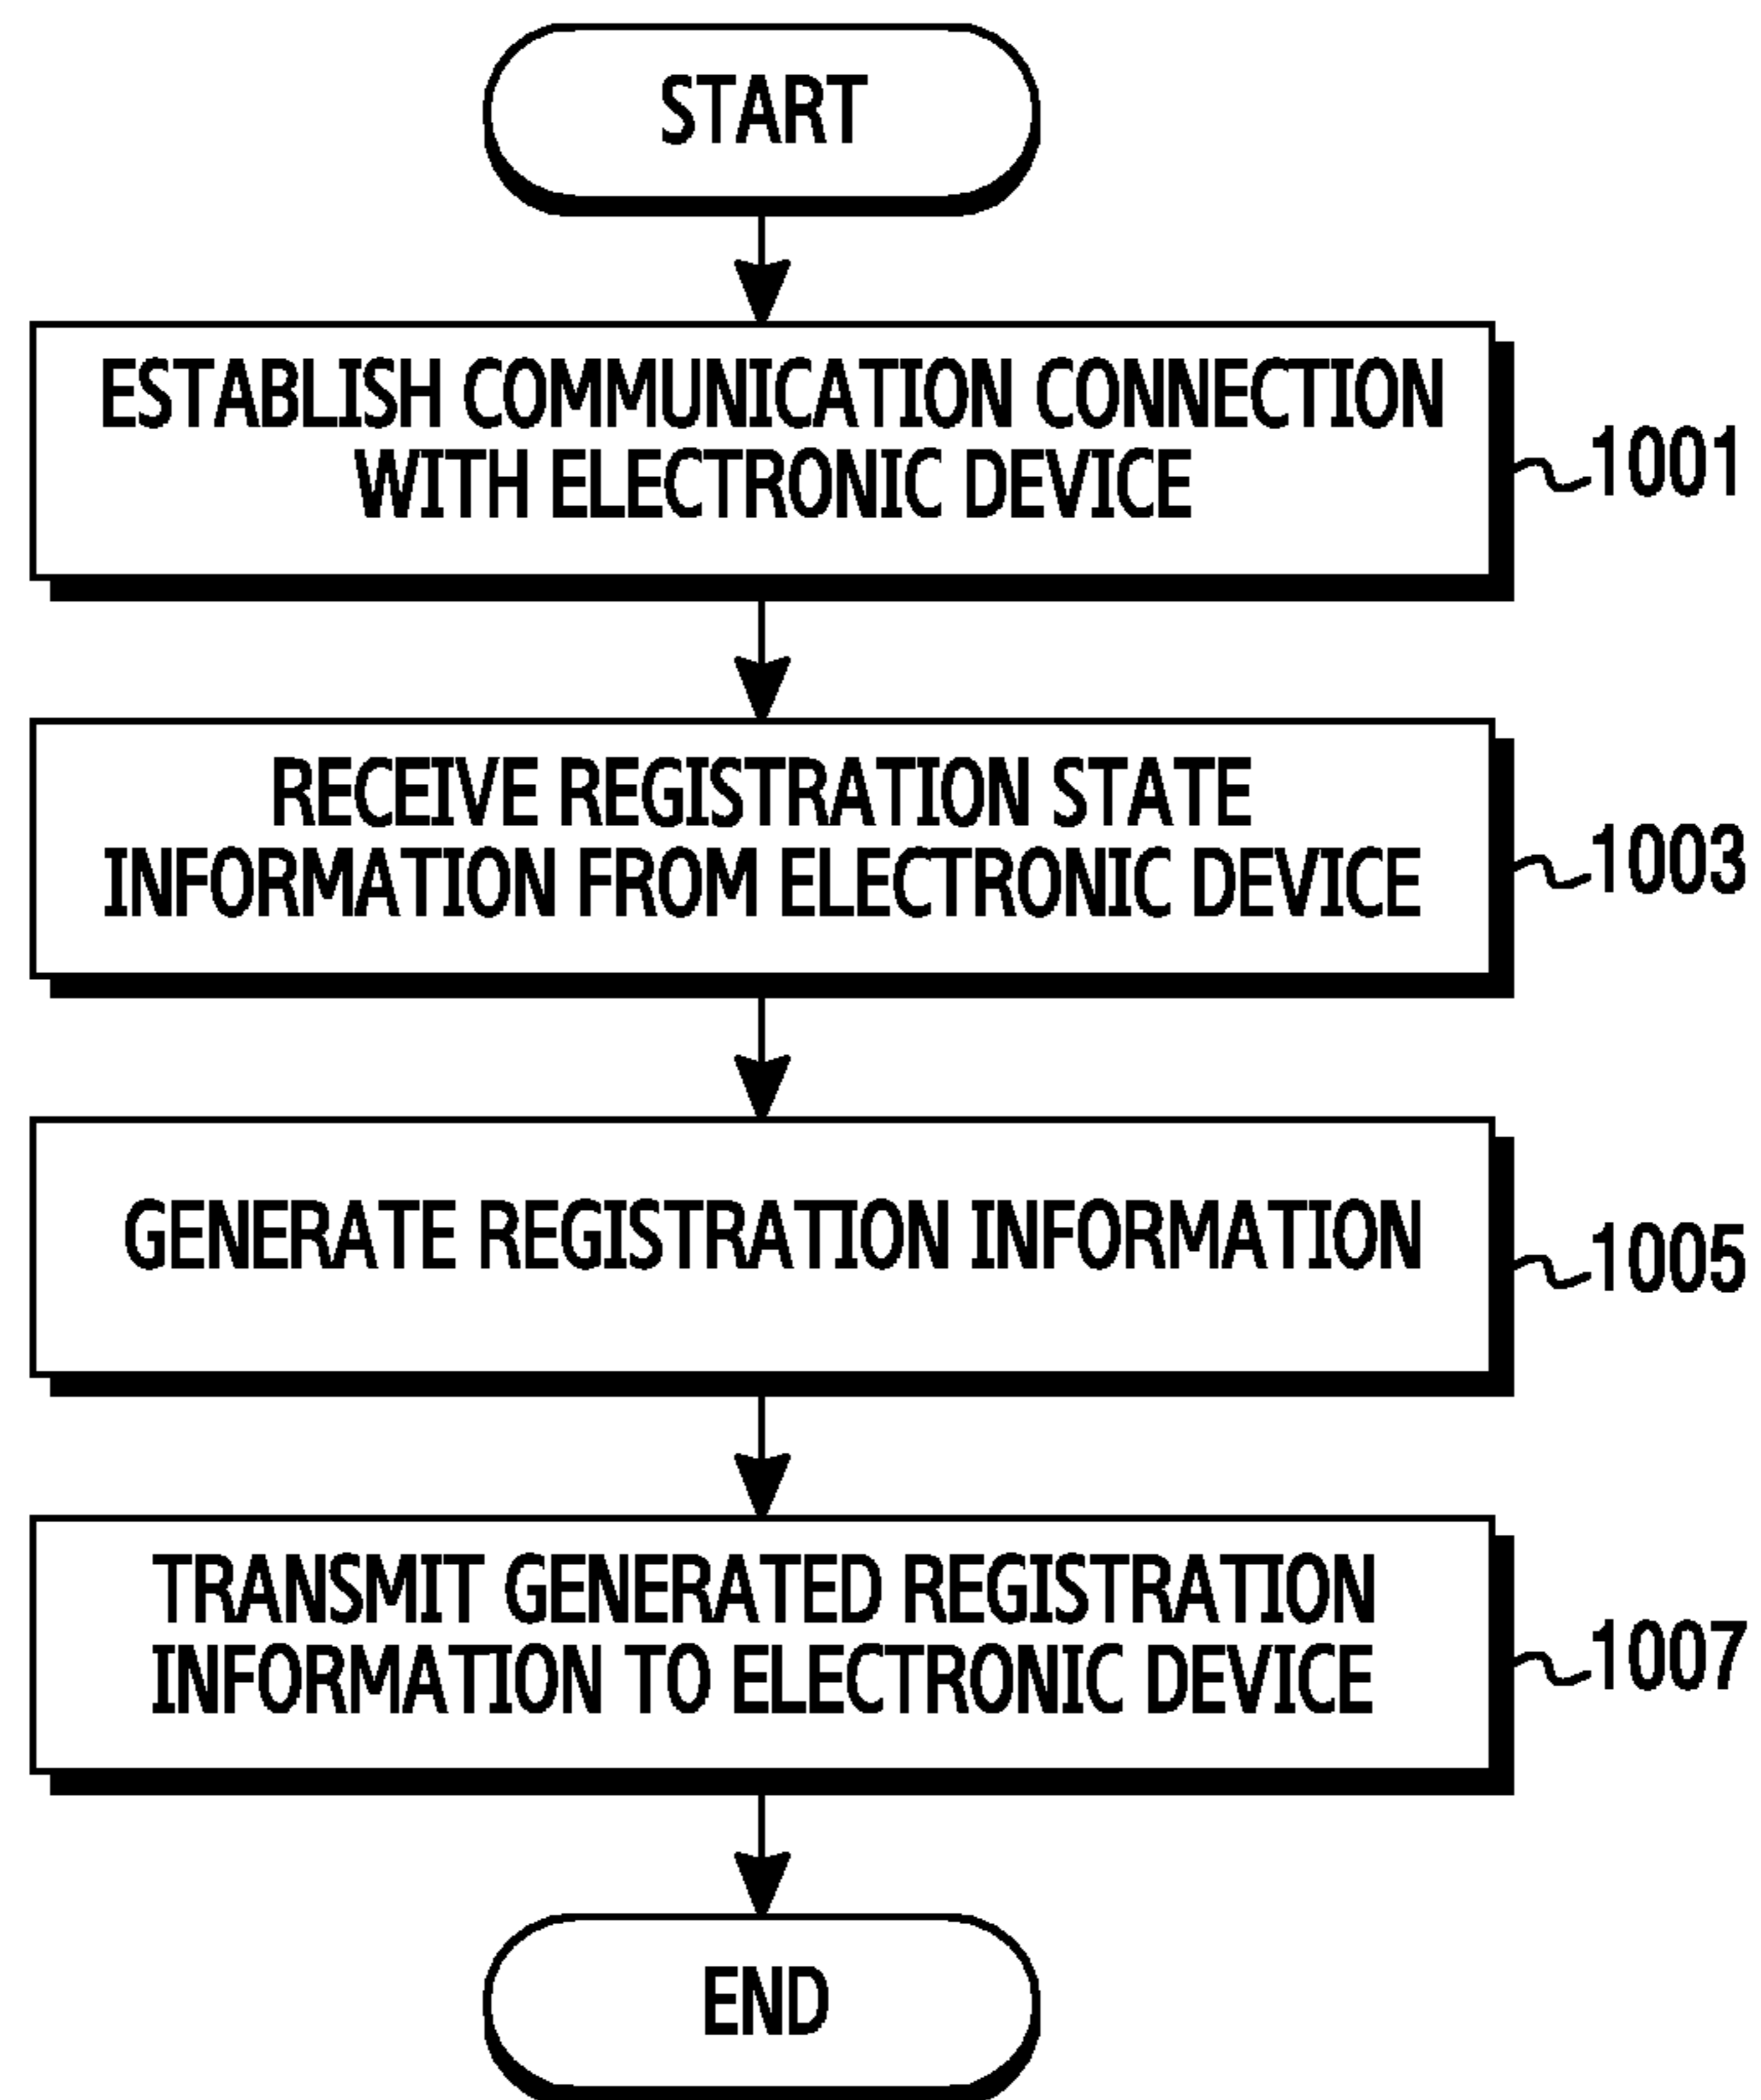 START
ESTABLISH COMMUNICATION CONNECTION
WITH ELECTRONIC DEVICE
1001
RECEIVE REGISTRATION STATE
INFORMATION FROM ELECTRONIC DEVICE
1003
GENERATE REGISTRATION INFORMATION
1005
TRANSMIT GENERATED REGISTRATION
INFORMATION TO ELECTRONIC DEVICE
1007
END